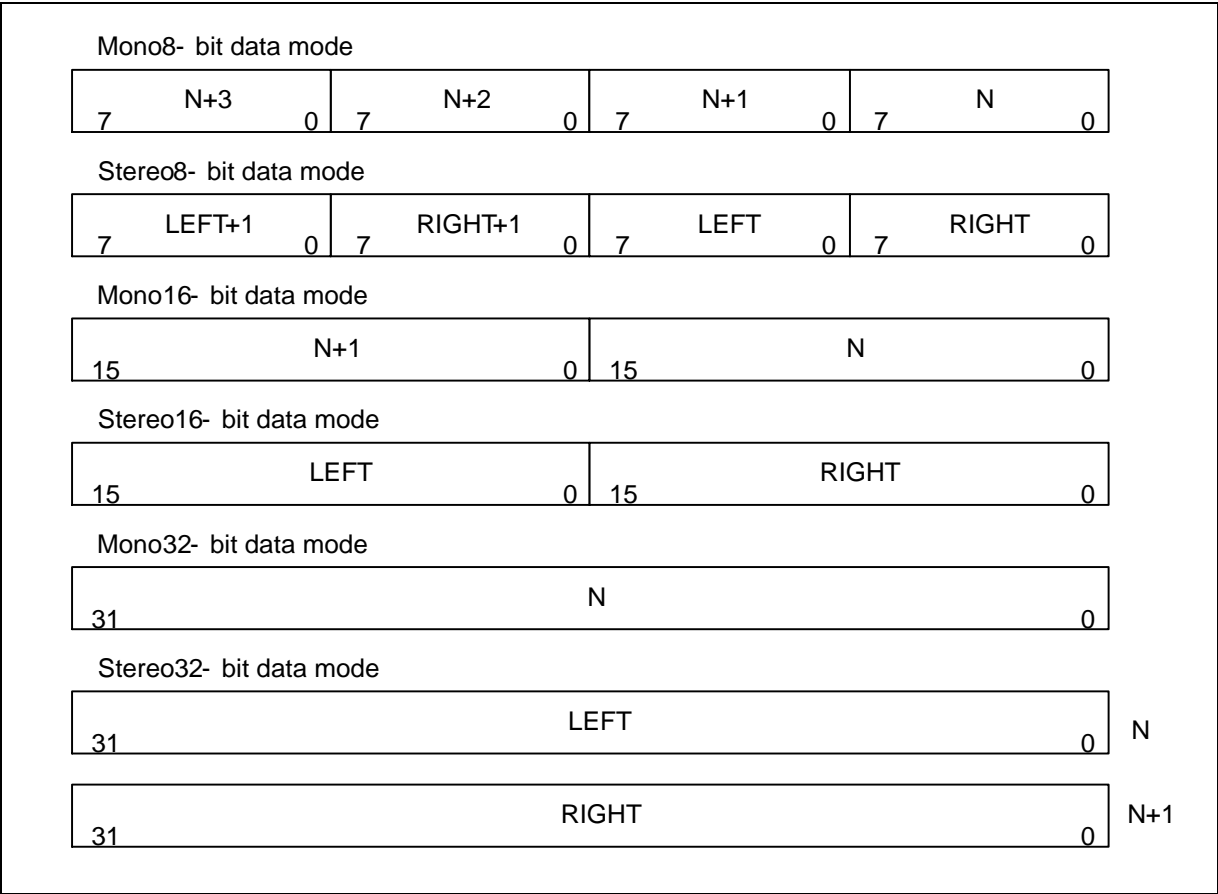 Mono8- bit data mode
N+3 N+2 N+1 N
7 0 7 0 7 0 7 0
Stereo8- bit data mode
LEFT+1 RIGHT+1 LEFT RIGHT
7 0 7 0 7 0 7 0
Mono16- bit data mode
N+1 N
15 0 15 0
Stereo16- bit data mode
LEFT RIGHT
15 0 15 0
Mono32- bit data mode
N
31 0
Stereo32- bit data mode
LEFT
31 0 N
RIGHT
31 0 N+1